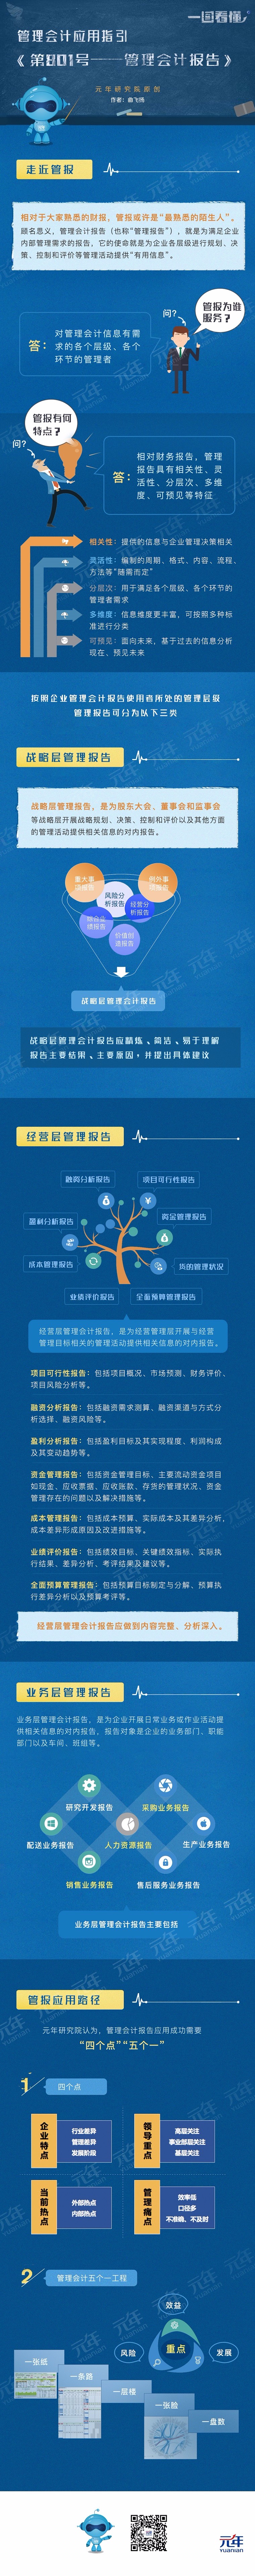 一图看懂
管理会计应用指引
《第801号——管理会计报告》
元年研究院原创
作者：俞飞扬
走近管报
相对于大家熟悉的财报，管报或许是“最熟悉的陌生人”。
顾名思义，管理会计报告（也称“管理报告”），就是为满足企业
内部管理需求的报告，它的使命就是为企业各层级进行规划、决
策、控制和评价等管理活动提供“有用信息”。
问？
管报为谁
服务？
答：
对管理会计信息有需
求的各个层级、各个
环节的管理者
管报有何
特点？
问？
答：
相对财务报告，管理
报告具有相关性、灵
活性、分层次、多维
度、可预见等特征
相关性：提供的信息与企业管理决策相关
灵活性：编制的周期、格式、内容、流程、
方法等“随需而定”
分层次：用于满足各个层级、各个环节的
管理者需求
多维度：信息维度更丰富，可按照多种标
准进行分类
可预见：面向未来，基于过去的信息分析
现在、预见未来
按照企业管理会计报告使用者所处的管理层级
管理报告可分为以下三类
战略层管理报告
战略层管理报告，是为股东大会、董事会和监事会
等战略层开展战略规划、决策、控制和评价以及其他方面
的管理活动提供相关信息的对内报告。
重大事
项报告
例外事
项报告
风险分
析报告
经营分
析报告
综合业
绩报告
价值创
造报告
战略层管理会计报告
战略层管理会计报告应精炼、简洁、易于理解
报告主要结果、主要原因，并提出具体建议
经营层管理报告
融资分析报告
项目可行性报告
盈利分析报告
资金管理报告
成本管理报告
货的管理状况
业绩评价报告
全面预算管理报告
经营层管理会计报告，是为经营管理层开展与经营
管理目标相关的管理活动提供相关信息的对内报告。
项目可行性报告：包括项目概况、市场预测、财务评价、
项目风险分析等。
融资分析报告：包括融资需求测算、融资渠道与方式分
析选择、融资风险等。
盈利分析报告：包括盈利目标及其实现程度、利润构成
及其变动趋势等。
资金管理报告：包括资金管理目标、主要流动资金项目
如现金、应收票据、应收账款、存货的管理状况、资金
管理存在的问题以及解决措施等。
成本管理报告：包括成本预算、实际成本及其差异分析，
成本差异形成原因及改进措施等。
业绩评价报告：包括绩效目标、关键绩效指标、实际执
行结果、差异分析、考评结果及建议等。
全面预算管理报告：包括预算目标制定与分解、预算执
行差异分析以及预算考评等。
经营层管理会计报告应做到内容完整、分析深入。
业务层管理报告
业务层管理会计报告，是为企业开展日常业务或作业活动提
供相关信息的对内报告，报告对象是企业的业务部门、职能
部门以及车间、班组等。
研究开发报告
采购业务报告
配送业务报告
人力资源报告
生产业务报告
销售业务报告
售后服务业务报告
业务层管理会计报告主要包括
管报应用路径
元年研究院认为，管理会计报告应用成功需要
“四个点”“五个一”
1
四个点
企业特点
行业差异
管理差异
发展阶段
领导重点
高层关注
事业部层关注
基层关注
当前热点
外部热点
内部热点
管理痛点
效率低
口径多
不准确、不及时
2
管理会计五个一工程
效益
重点
风险
发展
一张纸
一条路
一层楼
一张脸
一盘数
元年
yuanian